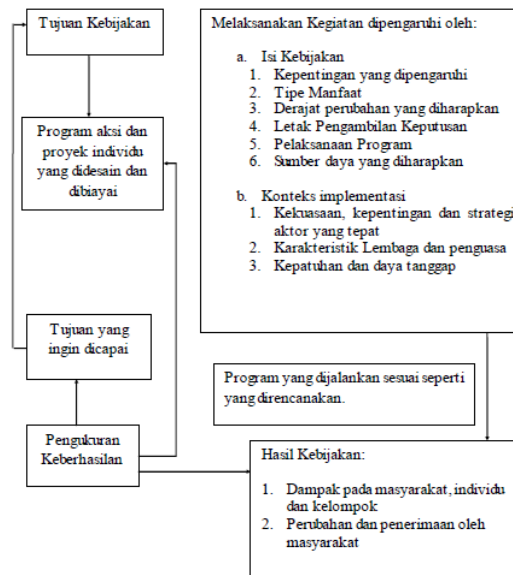 Tujuan Kebijakan
Program aksi dan
proyek individu
yang didesain dan
dibiayai
Tujuan yang
ingin dicapai
Pengukuran
Keberhasilan
Melaksanakan Kegiatan dipengaruhi oleh:
a. Isi Kebijakan
1. Kepentingan yang dipengaruhi
2. Tipe Manfaat
3. Derajat perubahan yang diharapkan
4. Letak Pengambilan Keputusan
5. Pelaksanaan Program
6. Sumber daya yang diharapkan
b. Konteks implementasi
1. Kekuasaan, kepentingan dan strategi
aktor yang tepat
2. Karakteristik Lembaga dan penguasa
3. Kepatuhan dan daya tanggap
Program yang dijalankan sesuai seperti
yang direncanakan.
Hasil Kebijakan:
1. Dampak pada masyarakat, individu
dan kelompok
2. Perubahan dan penerimaan oleh
masyarakat